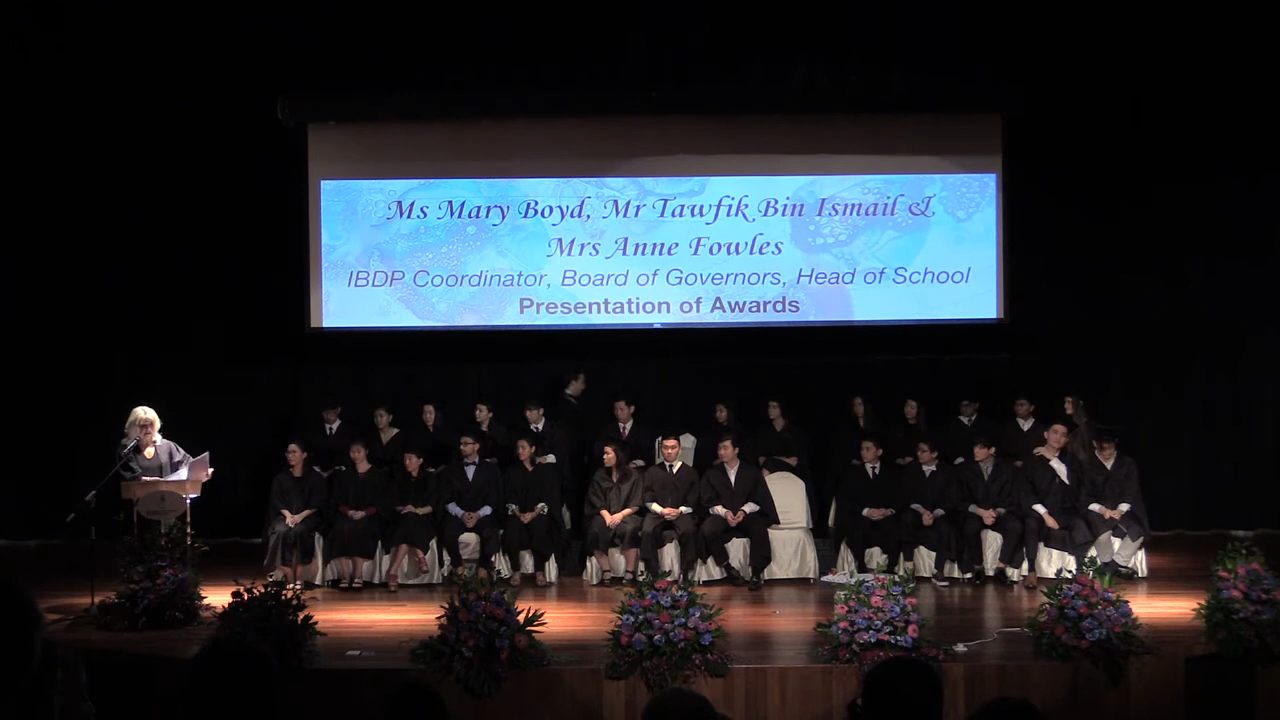 Ms Mary Boyd, Mr Tawfik Bin Ismail &
Mrs Anne Fowles
IBDP Coordinator, Board of Governors, Head of School
Presentation of Awards